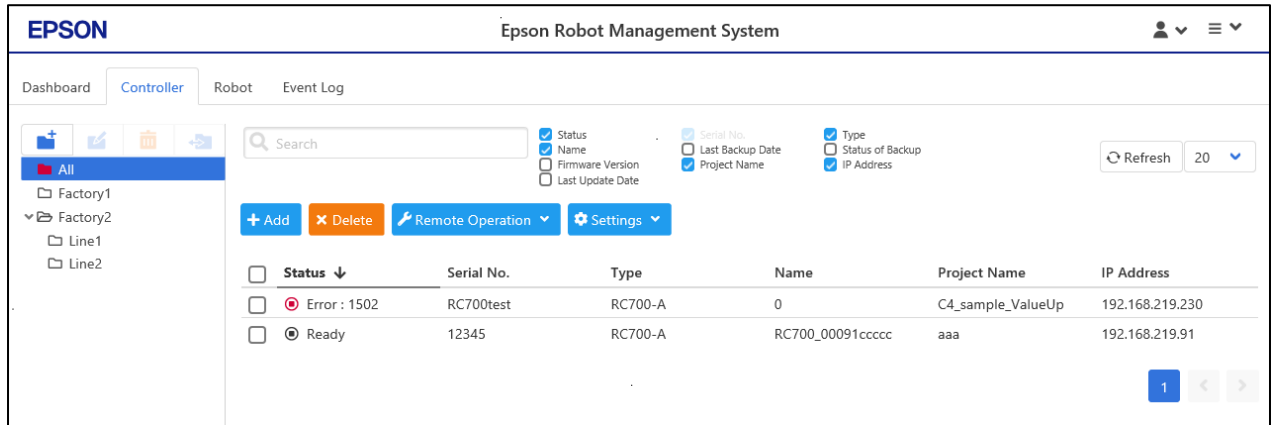 EPSON
Epson Robot Management System
Dashboard Controller Robot Event Log
Search
Status Serial No. Type
Name Last Backup Date Status of Backup
Firmware Version Project Name IP Address
Last Update Date
Refresh 20
All
Factory1
Factory2
Line1
Line2
Add Delete Remote Operation Settings
Status Serial No. Type Name Project Name IP Address
Error : 1502 RC700test RC700-A 0 C4_sample_ValueUp 192.168.219.230
Ready 12345 RC700-A RC700_00091ccccc aaa 192.168.219.91
1